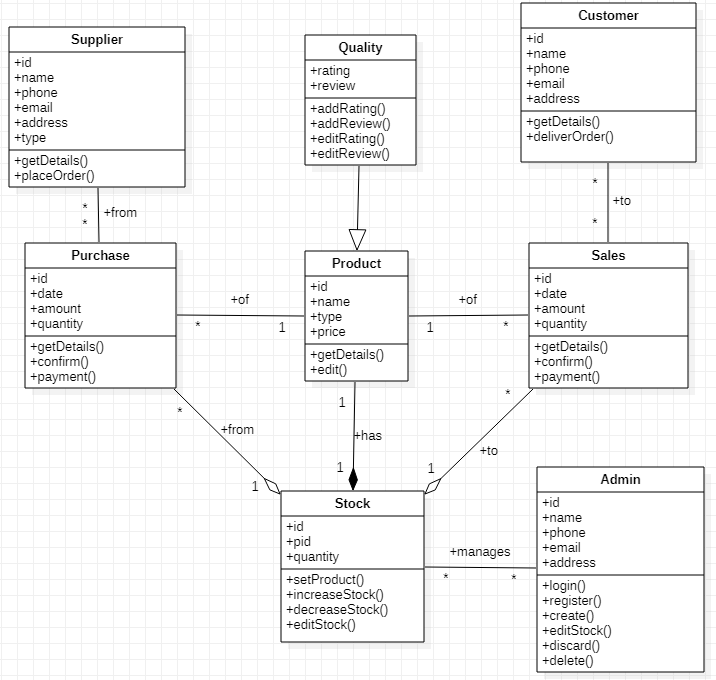 Supplier
+id
+name
+phone
+email
+address
+type
+getDetails()
+placeOrder()
Quality
+rating
+review
+addRating()
+addReview()
+editRating()
+editReview()
Customer
+id
+name
+phone
+email
+address
+getDetails()
+deliverOrder()
*
+from
*
*
+to
*
Purchase
+id
+date
+amount
+quantity
+getDetails()
+confirm()
+payment()
+of
*
1
Product
+id
+name
+type
+price
+getDetails()
+edit()
+of
1
*
Sales
+id
+date
+amount
+quantity
+getDetails()
+confirm()
+payment()
*
+from
1
1
+has
1
*
+to
1
Stock
+id
+pid
+quantity
+setProduct()
+increaseStock()
+decreaseStock()
+editStock()
+manages
*
*
Admin
+id
+name
+phone
+email
+address
+login()
+register()
+create()
+editStock()
+discard()
+delete()